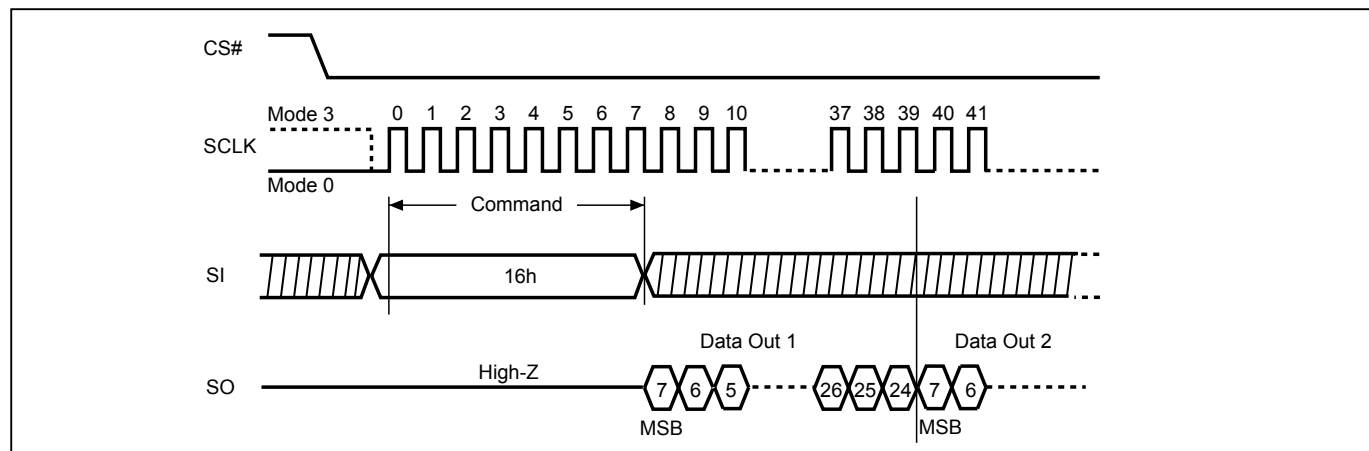 CS#
Mode 3
0 1 2 3 4 5 6 7 8 9 10 37 38 39 40 41
SCLK
Mode 0
Command
SI
16h
Data Out 1 Data Out 2
High-Z
SO
7 6 5 26 25 24 7 6
MSB MSB